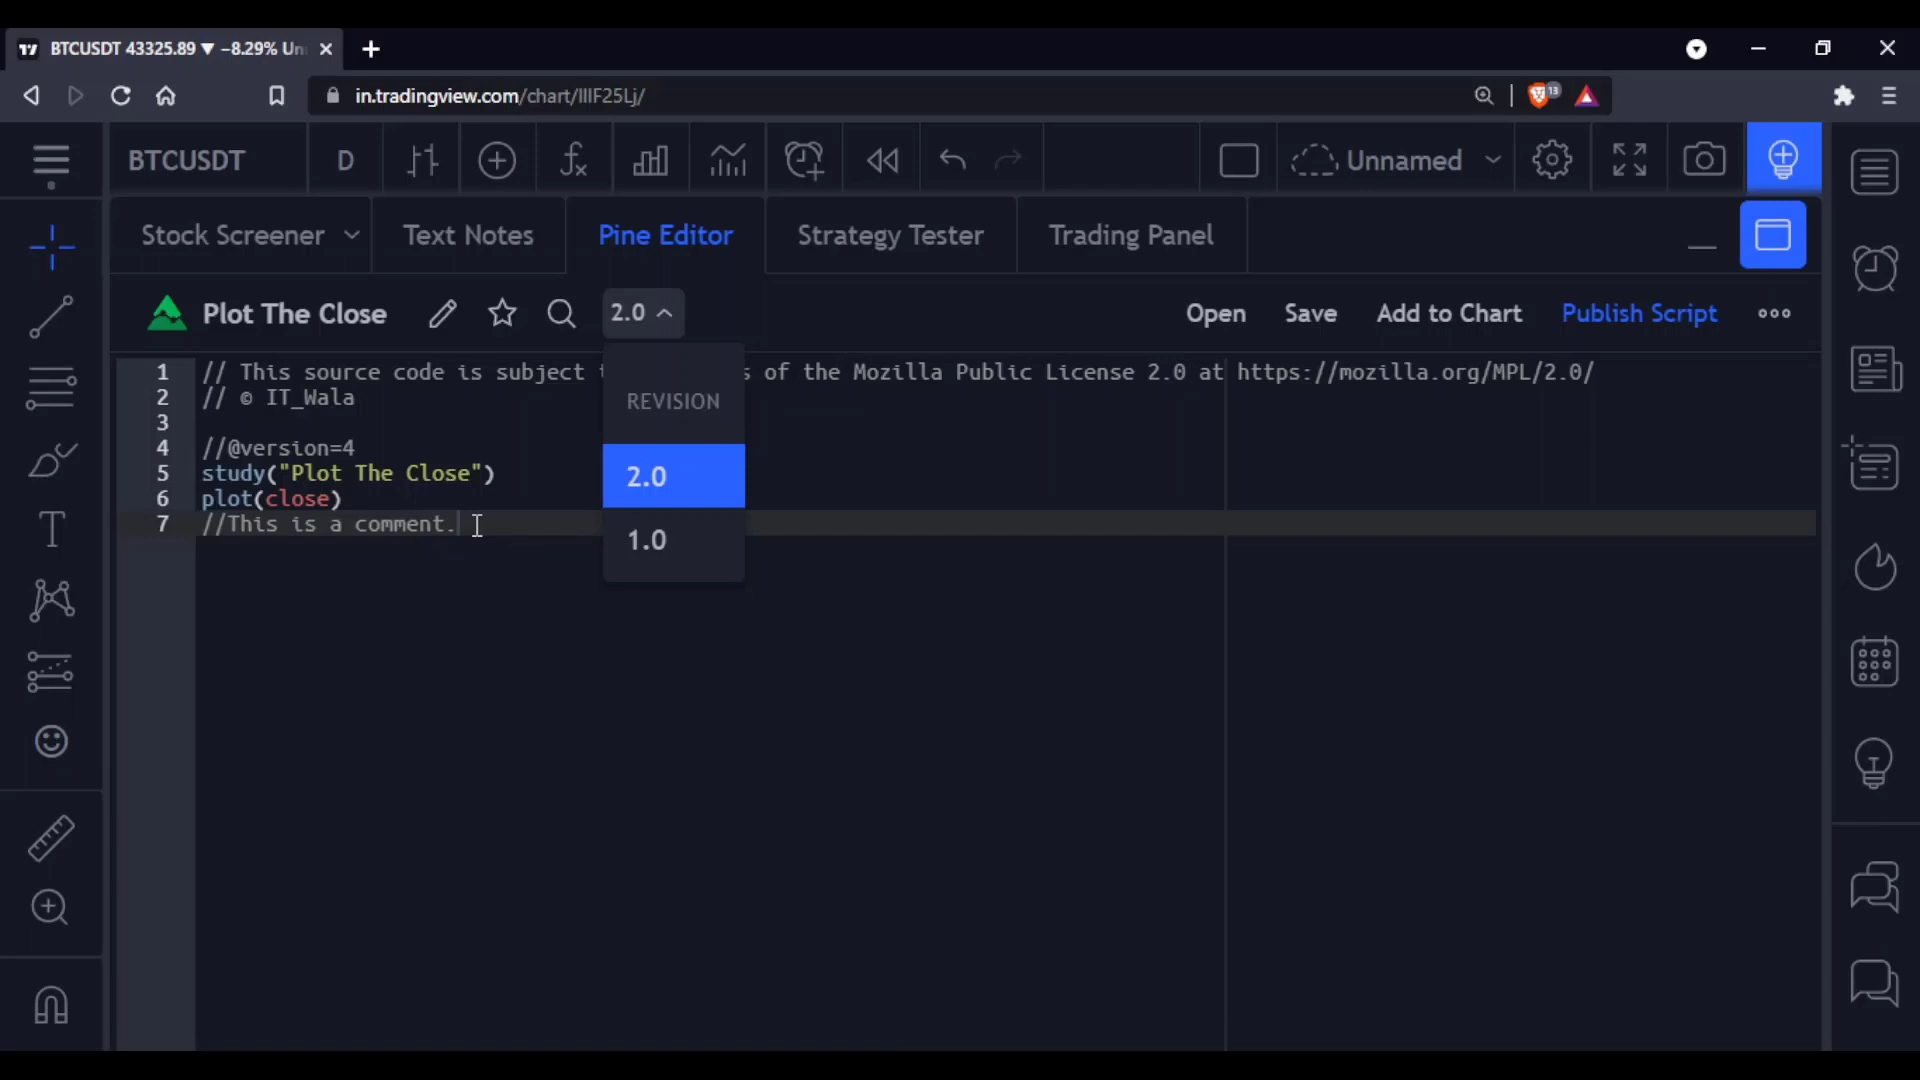 BTCUSDT 43325.89 ▼ −8.29% Un
in.tradingview.com/chart/IIIF25Lj/
13
BTCUSDT D Unnamed
Stock Screener Text Notes Pine Editor Strategy Tester Trading Panel
Plot The Close 2.0 Open Save Add to Chart Publish Script
REVISION
2.0
1.0
1 // This source code is subject s of the Mozilla Public License 2.0 at https://mozilla.org/MPL/2.0/
2 // © IT_Wala
3
4 //@version=4
5 study("Plot The Close")
6 plot(close)
7 //This is a comment.